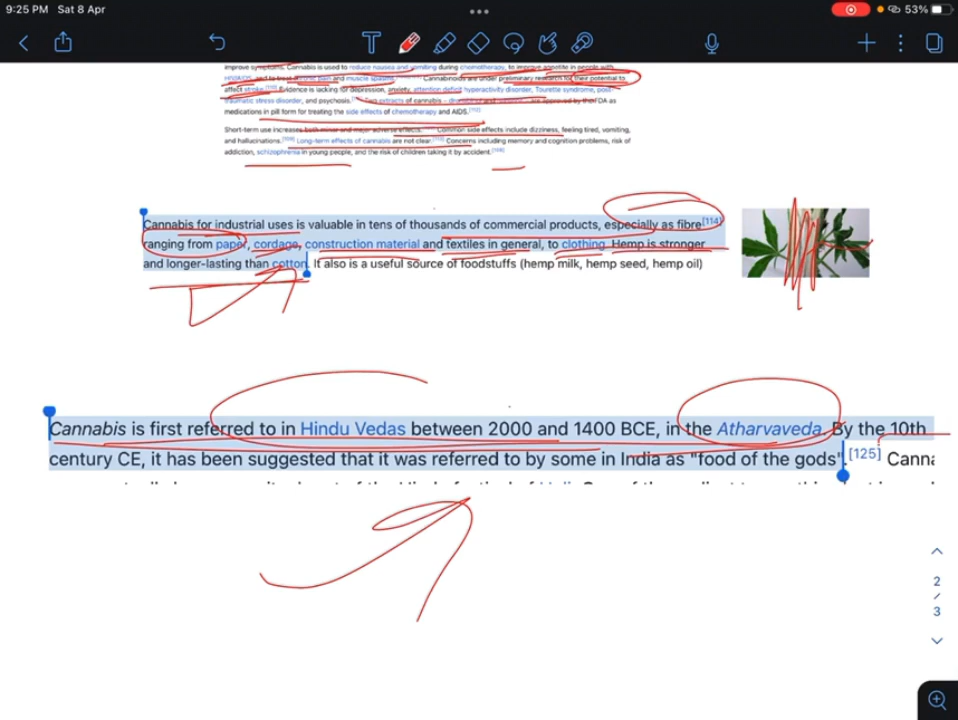 9:25 PM Sat 8 Apr
53%
improve symptoms. Cannabis is used to reduce nausea and vomiting during chemotherapy, to improve appetite in people with
HIV/AIDS, and to treat chronic pain and muscle spasms. Cannabinoids are under preliminary research for their potential to
affect stroke.[110] Evidence is lacking for depression, anxiety, attention deficit hyperactivity disorder, Tourette syndrome, post-
traumatic stress disorder, and psychosis. Two extracts of cannabis – are approved by the FDA as
medications in pill form for treating the side effects of chemotherapy and AIDS.
Short-term use increases both minor and major adverse effects. Common side effects include dizziness, feeling tired, vomiting,
and hallucinations. Long-term effects of cannabis are not clear. Concerns including memory and cognition problems, risk of
addiction, schizophrenia in young people, and the risk of children taking it by accident.
Cannabis for industrial uses is valuable in tens of thousands of commercial products, especially as fibre[114]
ranging from paper, cordage, construction material and textiles in general, to clothing. Hemp is stronger
and longer-lasting than cotton. It also is a useful source of foodstuffs (hemp milk, hemp seed, hemp oil)
Cannabis is first referred to in Hindu Vedas between 2000 and 1400 BCE, in the Atharvaveda. By the 10th
century CE, it has been suggested that it was referred to by some in India as "food of the gods".[125] Canna
2
/
3